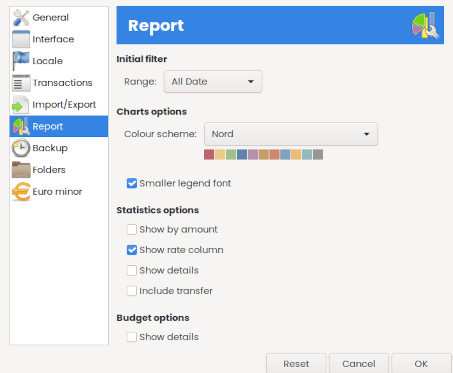 General
Interface
Locale
Transactions
Import/Export
Report
Backup
Folders
Euro minor
Report
Initial filter
Range: All Date
Charts options
Colour scheme: Nord
Smaller legend font
Statistics options
Show by amount
Show rate column
Show details
Include transfer
Budget options
Show details
Reset Cancel OK